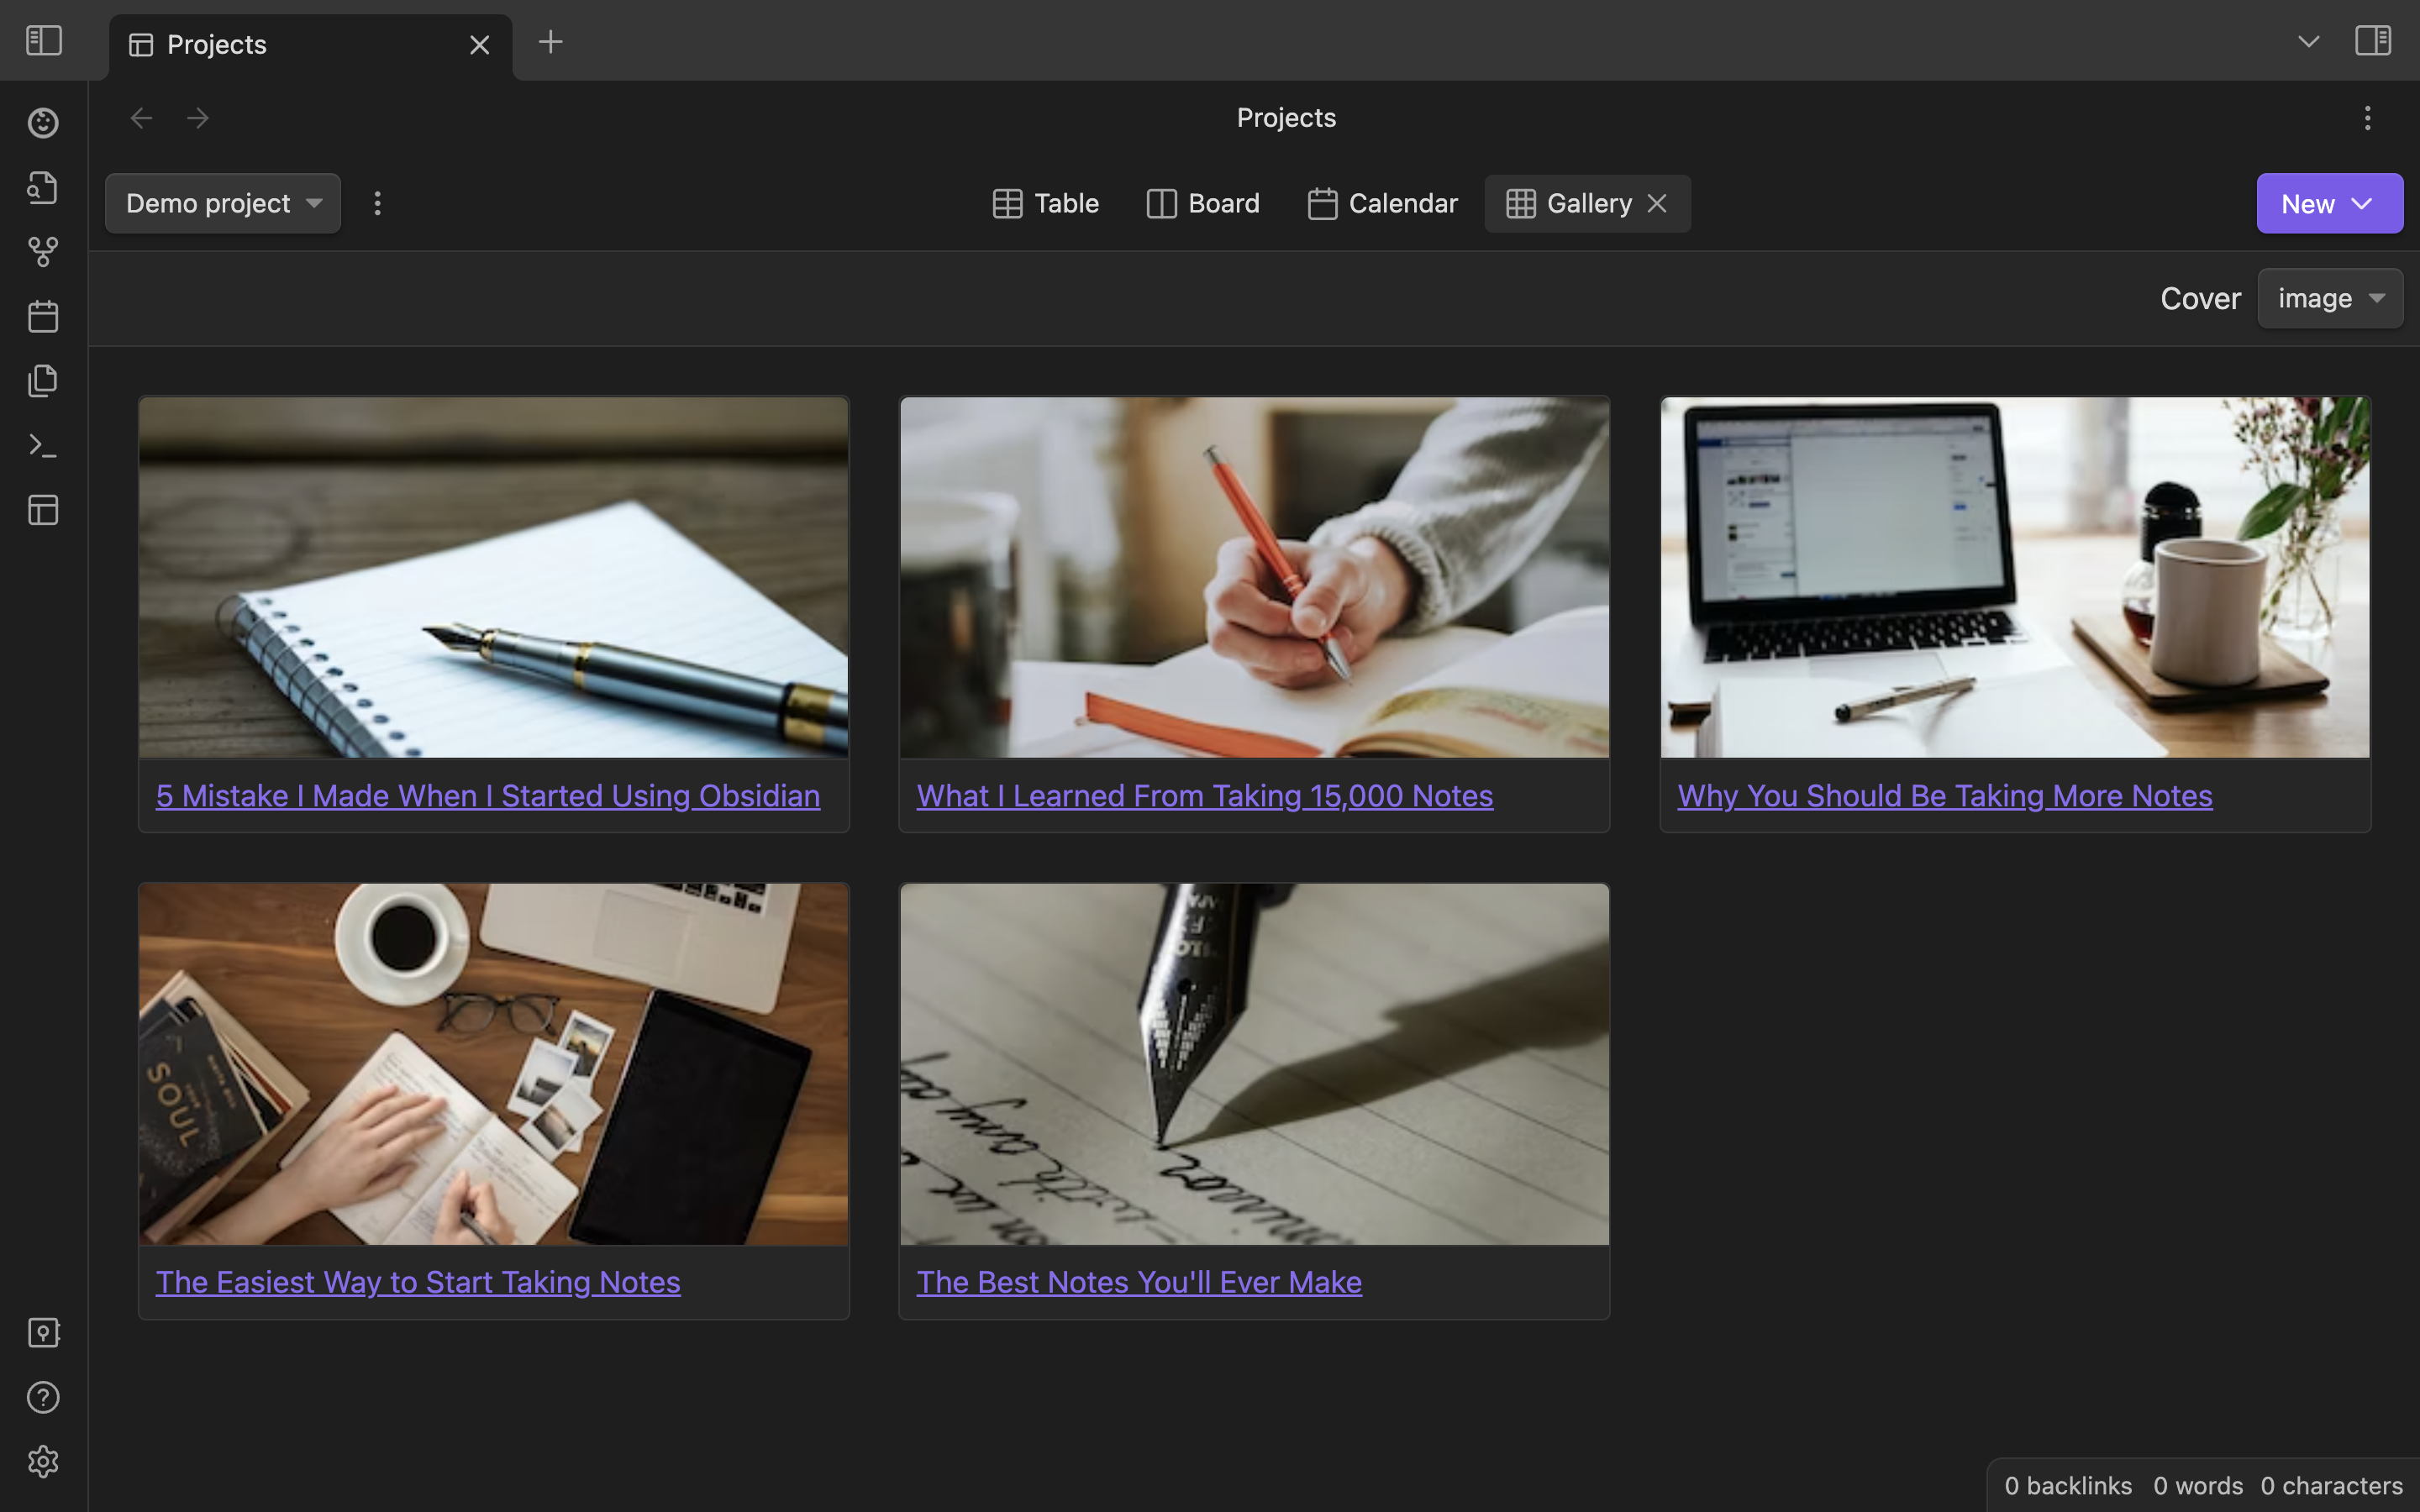 Projects
Projects
Demo project
Table
Board
Calendar
Gallery
New
Cover
image
5 Mistake I Made When I Started Using Obsidian
What I Learned From Taking 15,000 Notes
Why You Should Be Taking More Notes
SOUL
The Easiest Way to Start Taking Notes
The Best Notes You'll Ever Make
0 backlinks 0 words 0 characters